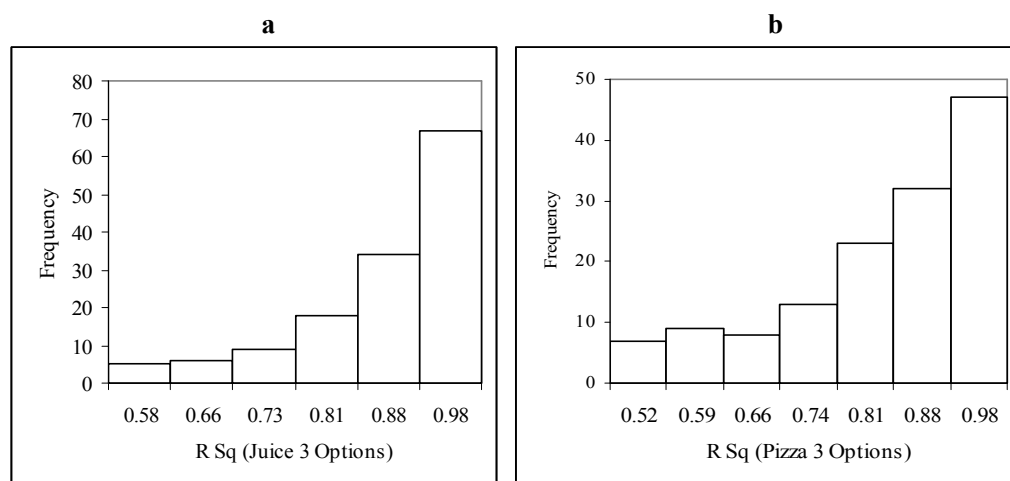 a
80
70
60
50
40
30
20
10
0
Frequency
0.58 0.66 0.73 0.81 0.88 0.98
R Sq (Juice 3 Options)
b
50
40
30
20
10
0
Frequency
0.52 0.59 0.66 0.74 0.81 0.88 0.98
R Sq (Pizza 3 Options)